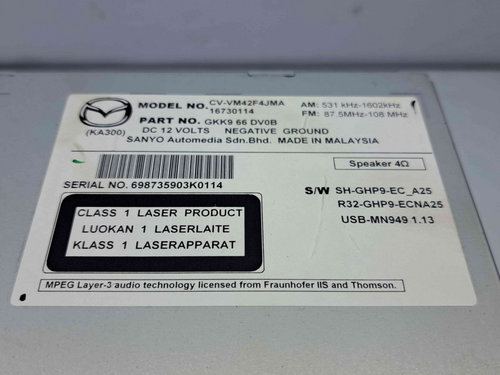 MODEL NO. CV-VM42F4JMA
16730114
AM: 531 kHz-1602kHz
FM: 87.5MHz-108 MHz
PART NO. GKK9 66 DV0B
(KA300)
DC 12 VOLTS NEGATIVE GROUND
SANYO Automedia Sdn.Bhd. MADE IN MALAYSIA
Speaker 4Ω
SERIAL NO. 698735903K0114
S/W SH-GHP9-EC_A25
R32-GHP9-ECNA25
USB-MN949 1.13
CLASS 1 LASER PRODUCT
LUOKAN 1 LASERLAITE
KLASS 1 LASERAPPARAT
MPEG Layer-3 audio technology licensed from Fraunhofer IIS and Thomson.